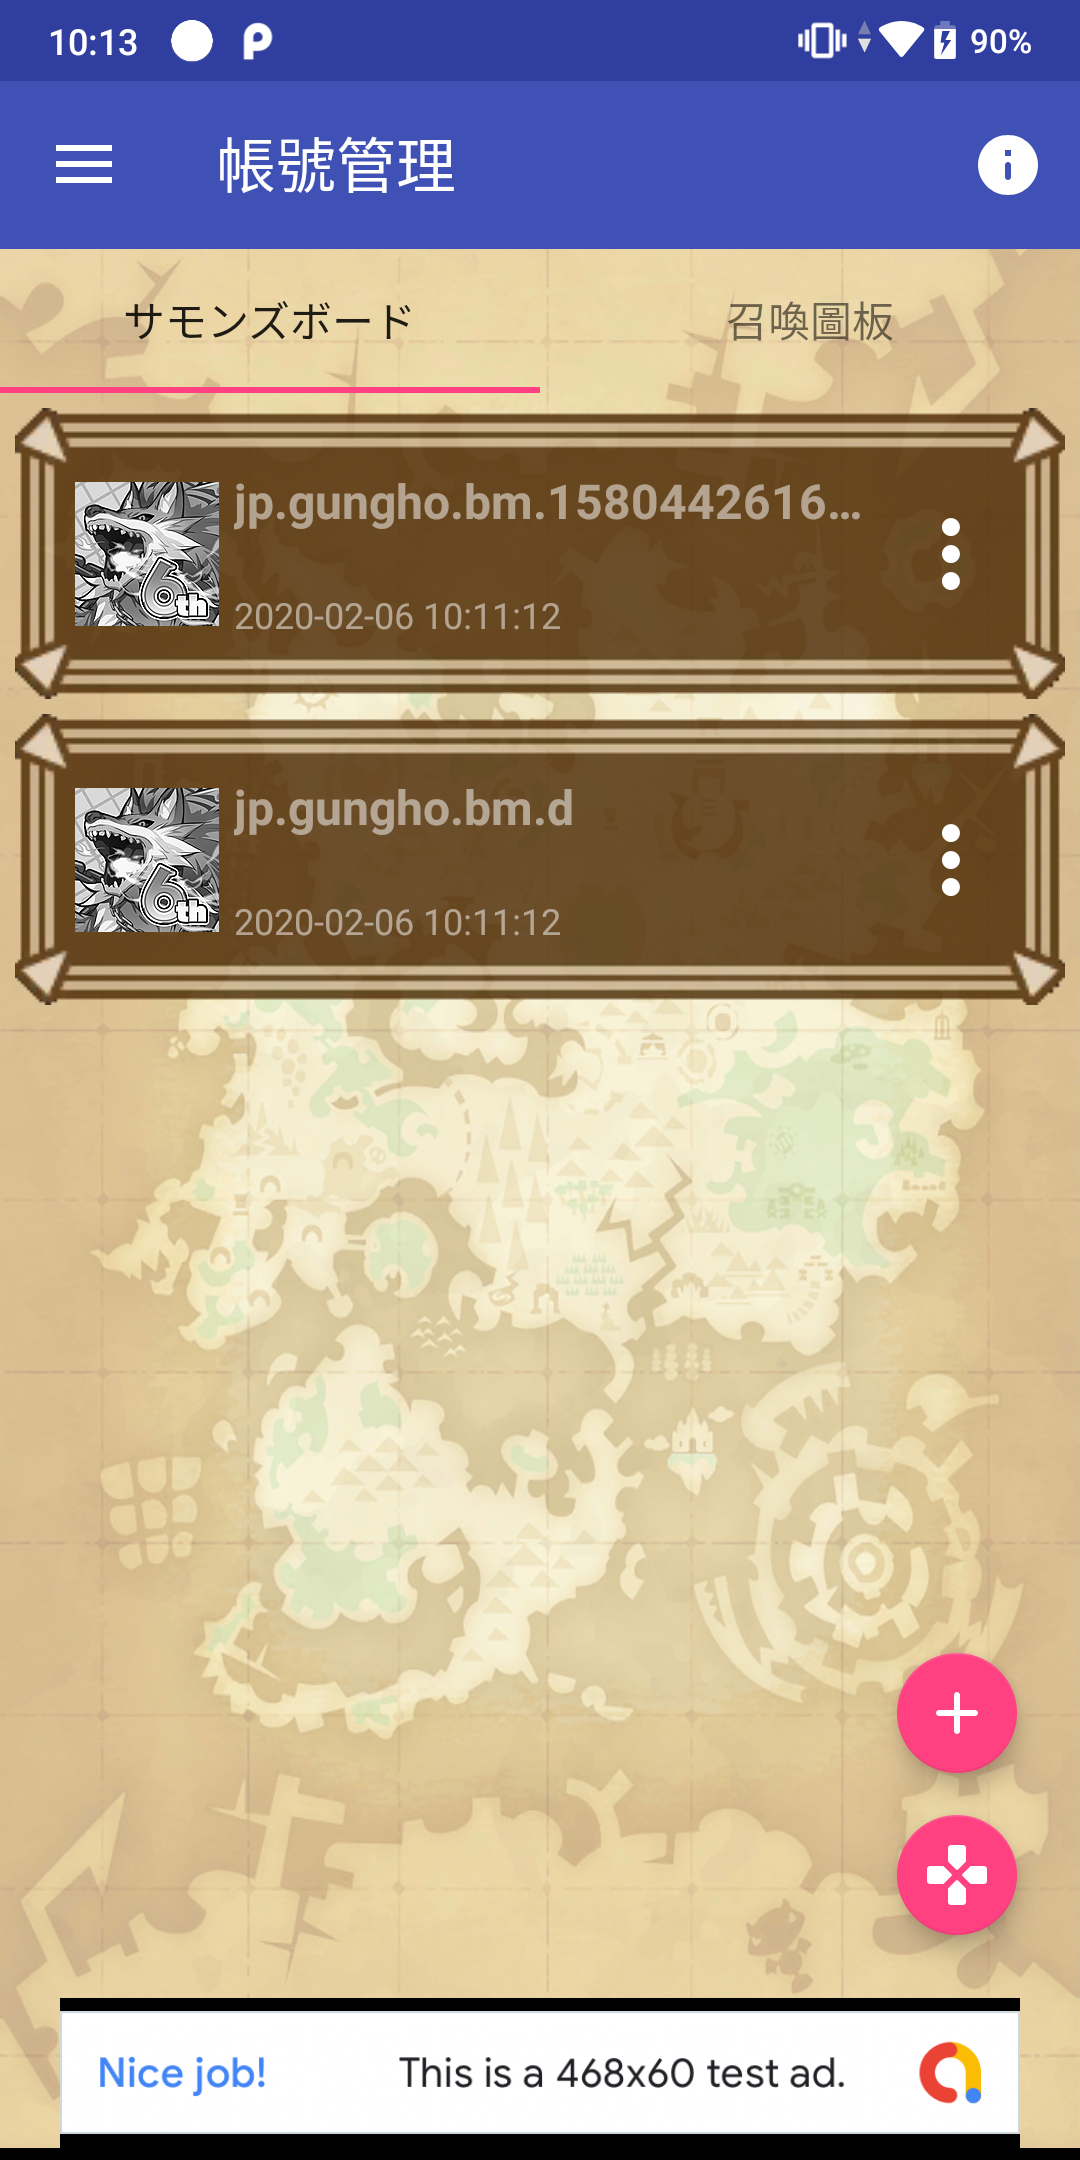 10:13
90%
帳號管理
サモンズボード
召喚圖板
jp.gungho.bm.1580442616...
6th
2020-02-06 10:11:12
jp.gungho.bm.d
6th
2020-02-06 10:11:12
Nice job!
This is a 468x60 test ad.